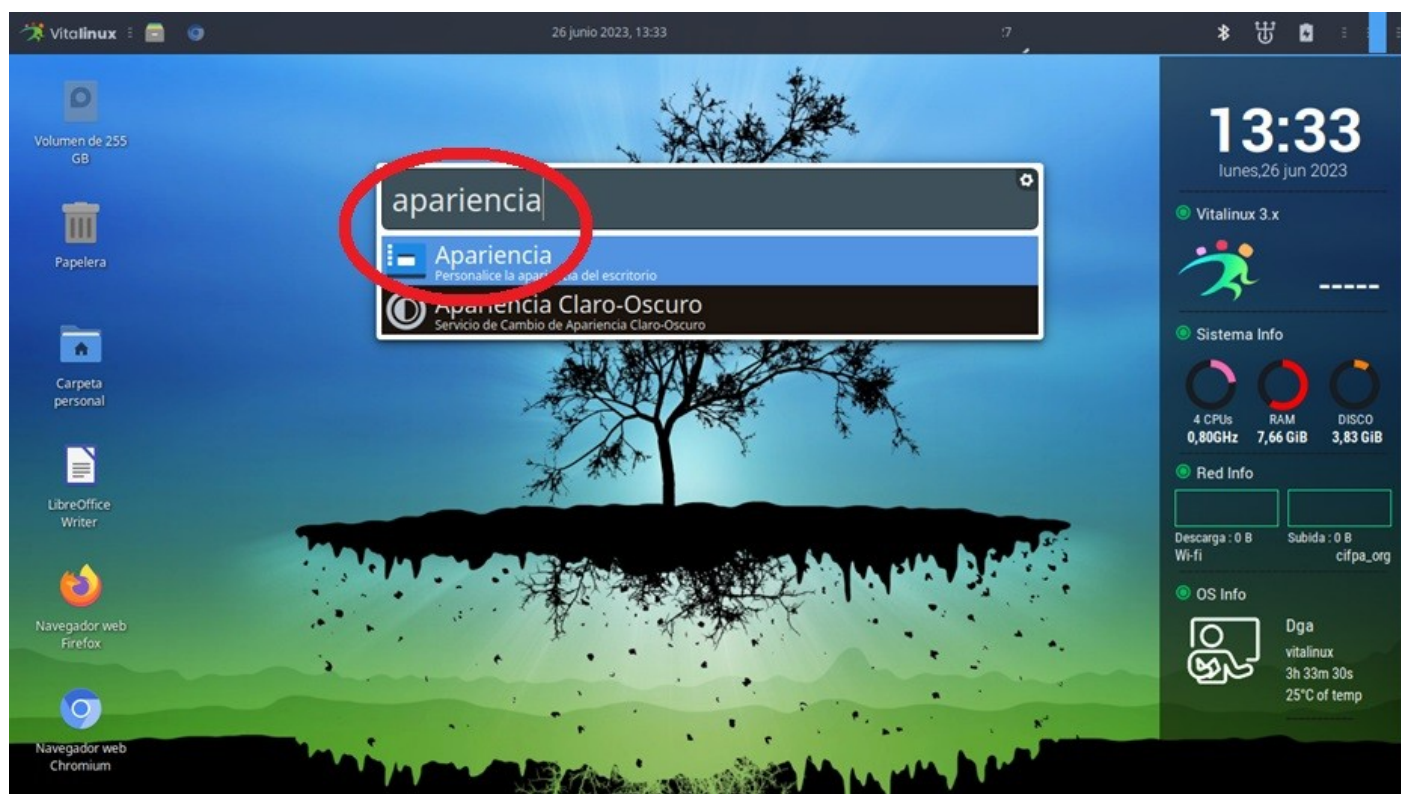 Vitalinux
26 junio 2023, 13:33
:7
Volumen de 255
GB
Papelera
Carpeta
personal
LibreOffice
Writer
Navegador web
Firefox
Navegador web
Chromium
apariencia
Apariencia
Personalice la apariencia del escritorio
Apariencia Claro-Oscuro
Servicio de Cambio de Apariencia Claro-Oscuro
13:33
lunes,26 jun 2023
Vitalinux 3.x
-----
Sistema Info
4 CPUs RAM DISCO
0,80GHz 7,66 GiB 3,83 GiB
Red Info
Descarga : 0 B Subida : 0 B
Wi-fi cifpa_org
OS Info
Dga
vitalinux
3h 33m 30s
25°C of temp